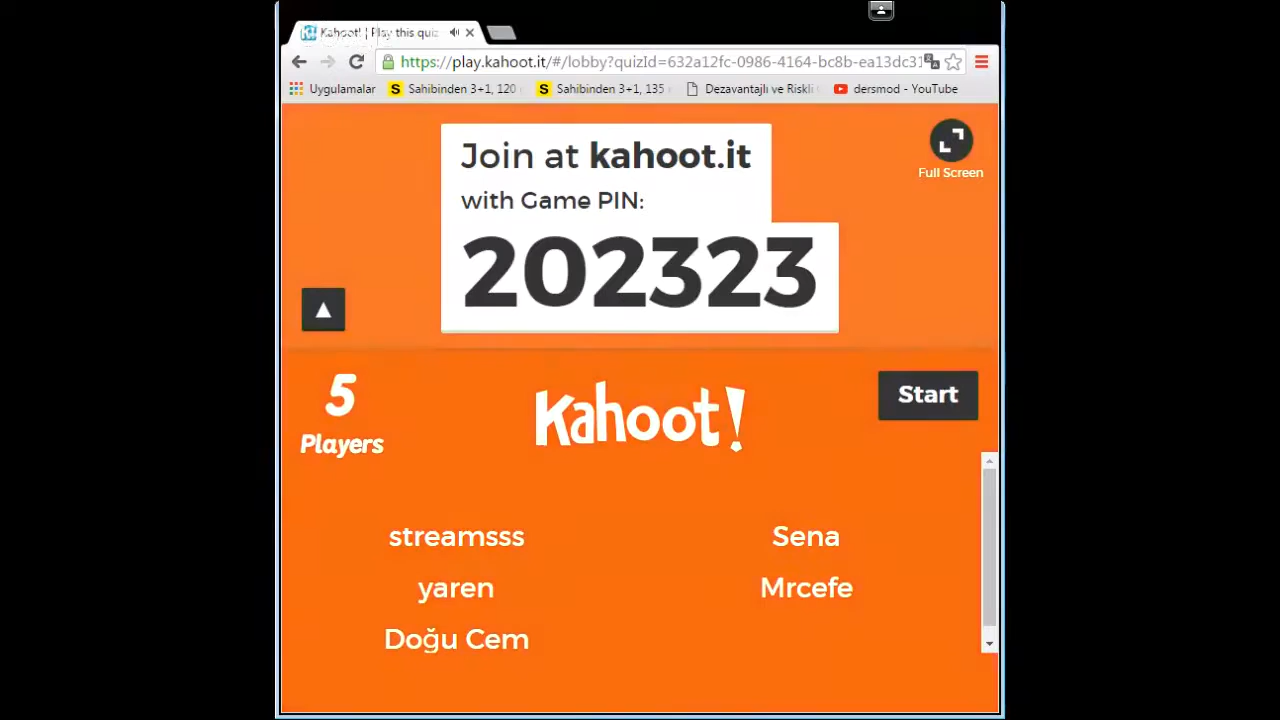 Kahoot! | Play this quiz
https://play.kahoot.it/#/lobby?quizId=632a12fc-0986-4164-bc8b-ea13dc31
Uygulamalar Sahibinden 3+1, 120 Sahibinden 3+1, 135 Dezavantajlı ve Riskli dersmod - YouTube
Join at kahoot.it
Full Screen
with Game PIN:
202323
5
Players
Kahoot!
Start
streamsss Sena
yaren Mrcefe
Doğu Cem